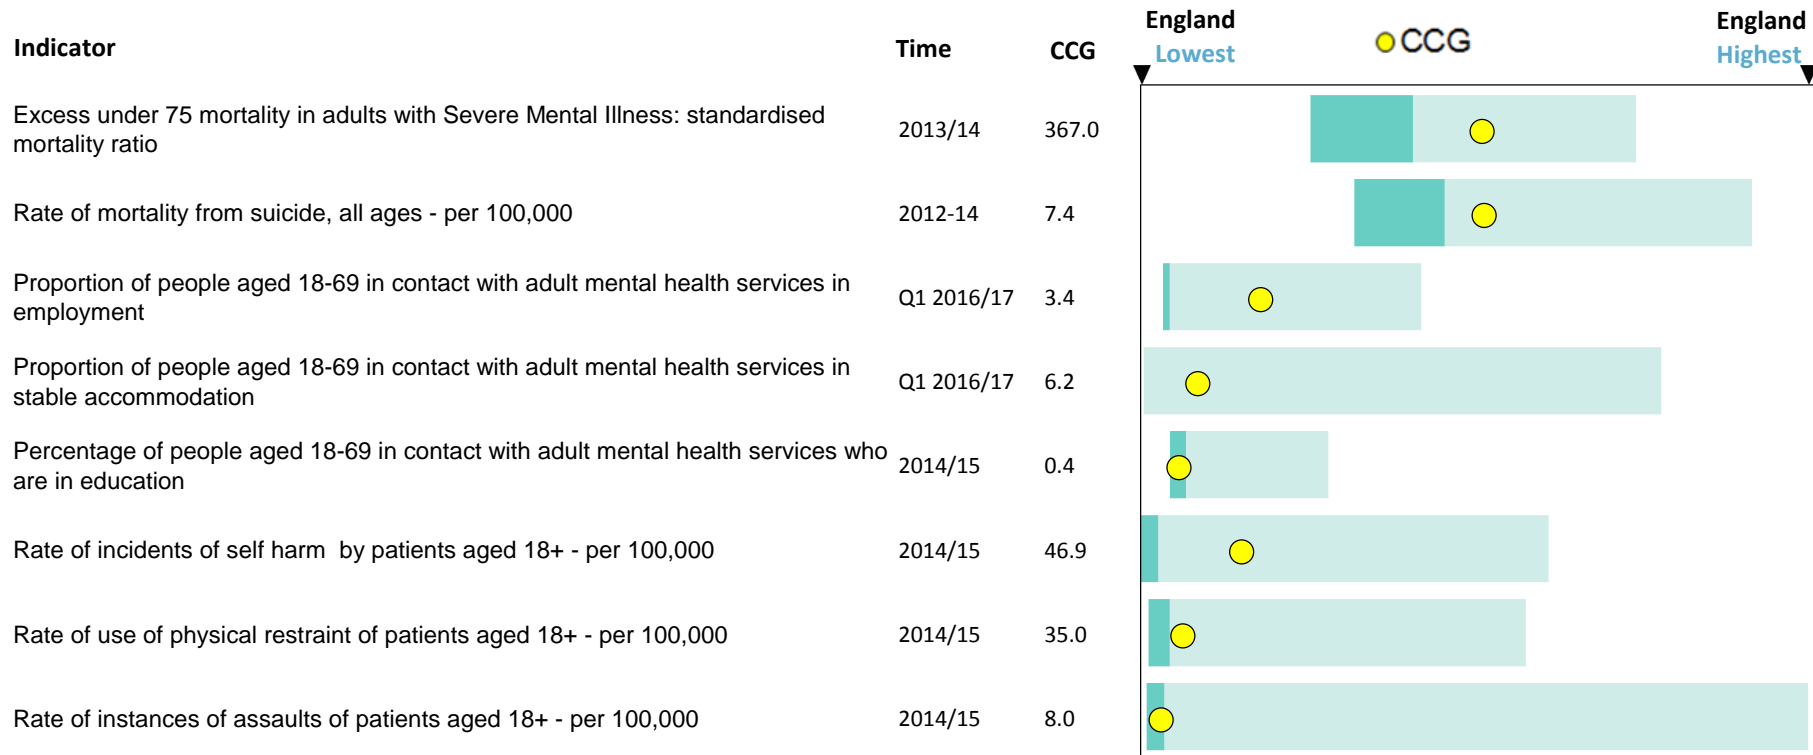 Indicator Time CCG England Lowest CCG England Highest
Excess under 75 mortality in adults with Severe Mental Illness: standardised
mortality ratio
2013/14 367.0
Rate of mortality from suicide, all ages - per 100,000 2012-14 7.4
Proportion of people aged 18-69 in contact with adult mental health services in
employment
Q1 2016/17 3.4
Proportion of people aged 18-69 in contact with adult mental health services in
stable accommodation
Q1 2016/17 6.2
Percentage of people aged 18-69 in contact with adult mental health services who
are in education
2014/15 0.4
Rate of incidents of self harm  by patients aged 18+ - per 100,000 2014/15 46.9
Rate of use of physical restraint of patients aged 18+ - per 100,000 2014/15 35.0
Rate of instances of assaults of patients aged 18+ - per 100,000 2014/15 8.0